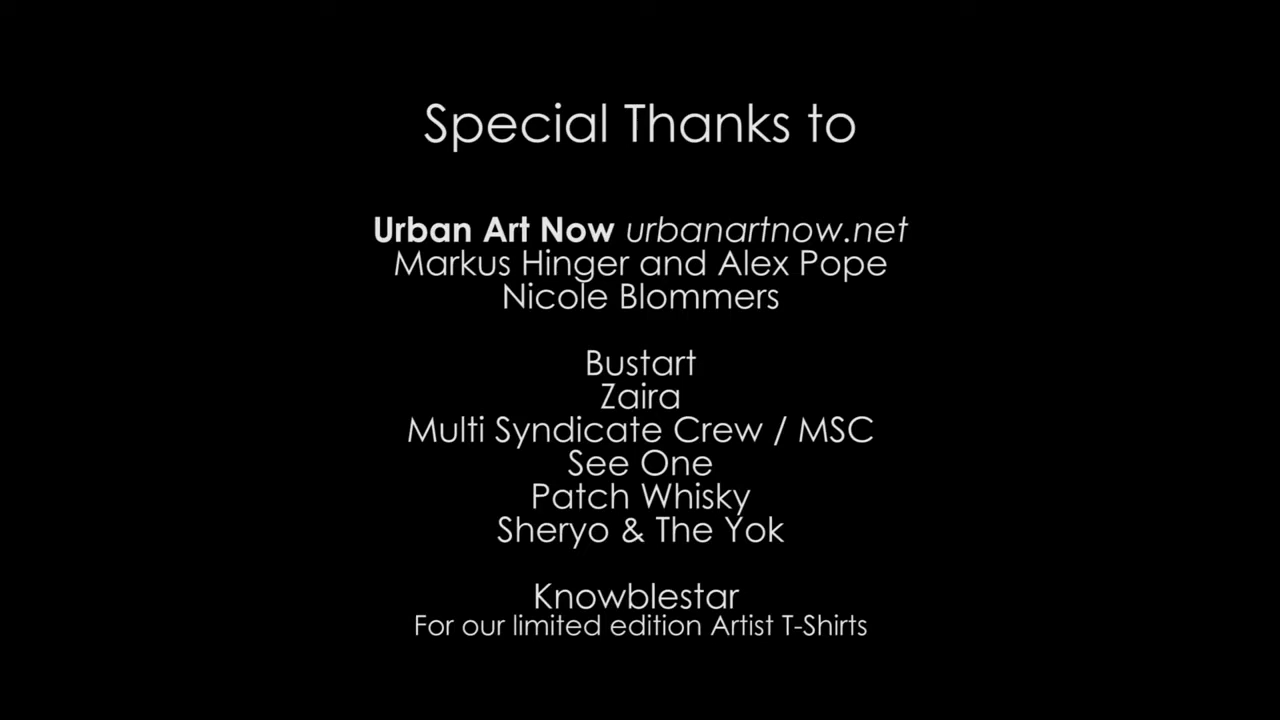 Special Thanks to
Urban Art Now urbanartnow.net
Markus Hinger and Alex Pope
Nicole Blommers
Bustart
Zaira
Multi Syndicate Crew / MSC
See One
Patch Whisky
Sheryo & The Yok
Knowblestar
For our limited edition Artist T-Shirts